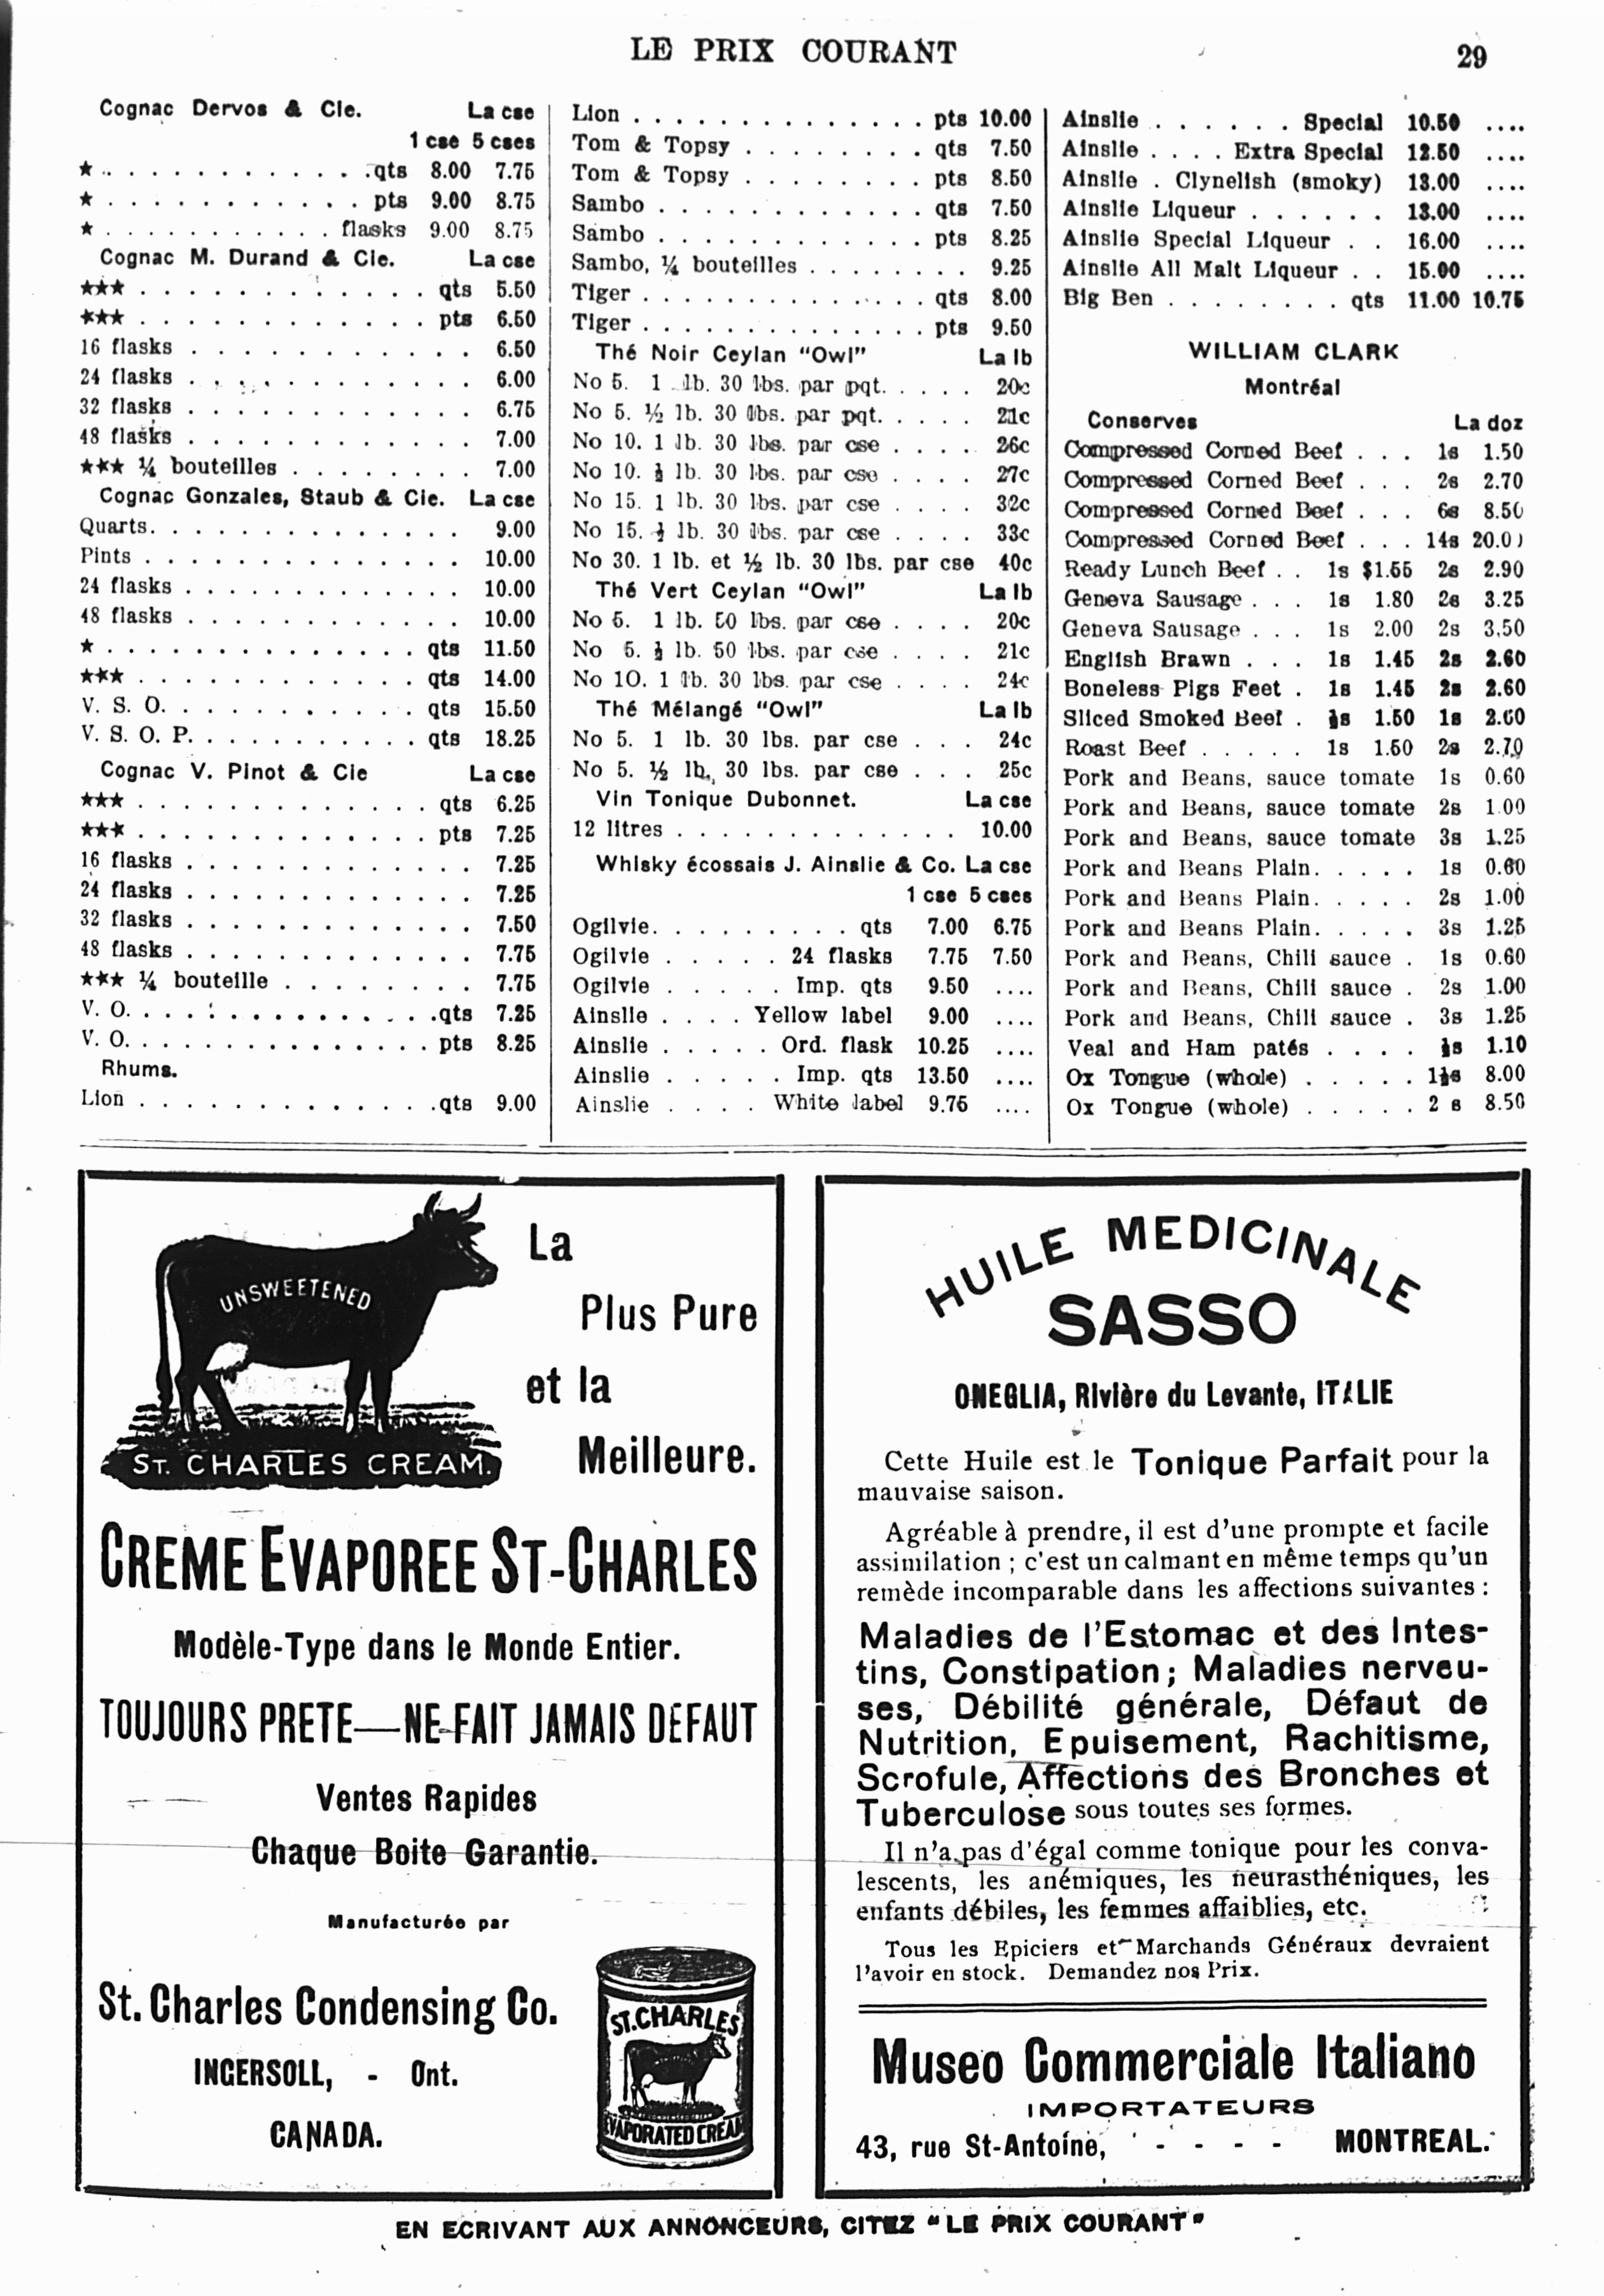 LE PRIX COURANT
29
Cognac Dervos & Cie. La cse
1 cse 5 cses
★ . . . . . . . . . . . . qts 8.00 7.75
★ . . . . . . . . . . . . pts 9.00 8.75
★ . . . . . . . . . . . flasks 9.00 8.75
Cognac M. Durand & Cie. La cse
★★★ . . . . . . . . . . . . . qts 5.50
★★★ . . . . . . . . . . . . . pts 6.50
16 flasks . . . . . . . . . . . . 6.50
24 flasks . . . . . . . . . . . . 6.00
32 flasks . . . . . . . . . . . . 6.75
48 flasks . . . . . . . . . . . . 7.00
★★★ ¼ bouteilles . . . . . . . . 7.00
Cognac Gonzales, Staub & Cie. La cse
Quarts. . . . . . . . . . . . . . 9.00
Pints . . . . . . . . . . . . . . 10.00
24 flasks . . . . . . . . . . . . 10.00
48 flasks . . . . . . . . . . . . 10.00
★ . . . . . . . . . . . . . . qts 11.50
★★★ . . . . . . . . . . . . . qts 14.00
V. S. O. . . . . . . . . . . . qts 15.50
V. S. O. P. . . . . . . . . . . qts 18.25
Cognac V. Pinot & Cie La cse
★★★ . . . . . . . . . . . . . . qts 6.25
★★★ . . . . . . . . . . . . . pts 7.25
16 flasks . . . . . . . . . . . . 7.25
24 flasks . . . . . . . . . . . . 7.25
32 flasks . . . . . . . . . . . . 7.50
48 flasks . . . . . . . . . . . . 7.75
★★★ ¼ bouteille . . . . . . . . 7.75
V. O. . . . . . . . . . . . . . qts 7.25
V. O. . . . . . . . . . . . . . pts 8.25
Rhums.
Lion . . . . . . . . . . . . . . qts 9.00
Lion . . . . . . . . . . . . . . pts 10.00
Tom & Topsy . . . . . . . . qts 7.50
Tom & Topsy . . . . . . . . pts 8.50
Sambo . . . . . . . . . . . . qts 7.50
Sambo . . . . . . . . . . . . pts 8.25
Sambo, ¼ bouteilles . . . . . . . . 9.25
Tiger . . . . . . . . . . . . . . qts 8.00
Tiger . . . . . . . . . . . . . . pts 9.50
Thé Noir Ceylan "Owl" La lb
No 5. 1 lb. 30 lbs. par pqt. . . . . 20c
No 5. ½ lb. 30 lbs. par pqt. . . . . 21c
No 10. 1 lb. 30 lbs. par cse . . . . 26c
No 10. ½ lb. 30 lbs. par cse . . . . 27c
No 15. 1 lb. 30 lbs. par cse . . . . 32c
No 15. ½ lb. 30 lbs. par cse . . . . 33c
No 30. 1 lb. et ½ lb. 30 lbs. par cse 40c
Thé Vert Ceylan "Owl" La lb
No 5. 1 lb. 50 lbs. par cse . . . . 20c
No 5. ½ lb. 50 lbs. par cse . . . . 21c
No 10. 1 lb. 30 lbs. par cse . . . . 24c
Thé Mélangé "Owl" La lb
No 5. 1 lb. 30 lbs. par cse . . . 24c
No 5. ½ lb. 30 lbs. par cse . . . 25c
Vin Tonique Dubonnet. La cse
12 litres . . . . . . . . . . . . . 10.00
Whisky écossais J. Ainslie & Co. La cse
1 cse 5 cses
Ogilvie. . . . . . . . . . qts 7.00 6.75
Ogilvie . . . . . 24 flasks 7.75 7.50
Ogilvie . . . . . Imp. qts 9.50 ....
Ainslie . . . . Yellow label 9.00 ....
Ainslie . . . . . Ord. flask 10.25 ....
Ainslie . . . . . Imp. qts 13.50 ....
Ainslie . . . . White label 9.75 ....
Ainslie . . . . . . Special 10.50 ....
Ainslie . . . . Extra Special 12.50 ....
Ainslie . Clynelish (smoky) 13.00 ....
Ainslie Liqueur . . . . . . 13.00 ....
Ainslie Special Liqueur . . 16.00 ....
Ainslie All Malt Liqueur . . 15.00 ....
Big Ben . . . . . . . . qts 11.00 10.75
WILLIAM CLARK
Montréal
Conserves La doz
Compressed Corned Beef . . . 1s 1.50
Compressed Corned Beef . . . 2s 2.70
Compressed Corned Beef . . . 6s 8.50
Compressed Corned Beef . . . 14s 20.00
Ready Lunch Beef . . 1s $1.55 2s 2.90
Geneva Sausage . . . 1s 1.80 2s 3.25
Geneva Sausage . . . 1s 2.00 2s 3.50
English Brawn . . . 1s 1.45 2s 2.60
Boneless Pigs Feet . 1s 1.45 2s 2.60
Sliced Smoked Beef . ½s 1.50 1s 2.60
Roast Beef . . . . . 1s 1.50 2s 2.70
Pork and Beans, sauce tomate 1s 0.60
Pork and Beans, sauce tomate 2s 1.00
Pork and Beans, sauce tomate 3s 1.25
Pork and Beans Plain. . . . . 1s 0.60
Pork and Beans Plain. . . . . 2s 1.00
Pork and Beans Plain. . . . . 3s 1.25
Pork and Beans, Chili sauce . 1s 0.60
Pork and Beans, Chili sauce . 2s 1.00
Pork and Beans, Chili sauce . 3s 1.25
Veal and Ham patés . . . . ½s 1.10
Ox Tongue (whole) . . . . . 1½s 8.00
Ox Tongue (whole) . . . . . 2 s 8.50
UNSWEETENED
ST. CHARLES CREAM.
La
Plus Pure
et la
Meilleure.
CREME EVAPOREE ST-CHARLES
Modèle-Type dans le Monde Entier.
TOUJOURS PRETE—NE FAIT JAMAIS DEFAUT
Ventes Rapides
Chaque Boite Garantie.
Manufacturée par
St. Charles Condensing Co.
INGERSOLL, - Ont.
CANADA.
ST. CHARLES
EVAPORATED CREAM
HUILE MEDICINALE
SASSO
ONEGLIA, Rivière du Levante, ITALIE
Cette Huile est le Tonique Parfait pour la
mauvaise saison.
Agréable à prendre, il est d'une prompte et facile
assimilation ; c'est un calmant en même temps qu'un
remède incomparable dans les affections suivantes :
Maladies de l'Estomac et des Intes-
tins, Constipation; Maladies nerveu-
ses, Débilité générale, Défaut de
Nutrition, Epuisement, Rachitisme,
Scrofule, Affections des Bronches et
Tuberculose sous toutes ses formes.
Il n'a pas d'égal comme tonique pour les conva-
lescents, les anémiques, les neurasthéniques, les
enfants débiles, les femmes affaiblies, etc.
Tous les Epiciers et Marchands Généraux devraient
l'avoir en stock. Demandez nos Prix.
Museo Commerciale Italiano
IMPORTATEURS
43, rue St-Antoine, - - - - MONTREAL.
EN ECRIVANT AUX ANNONCEURS, CITEZ "LE PRIX COURANT"